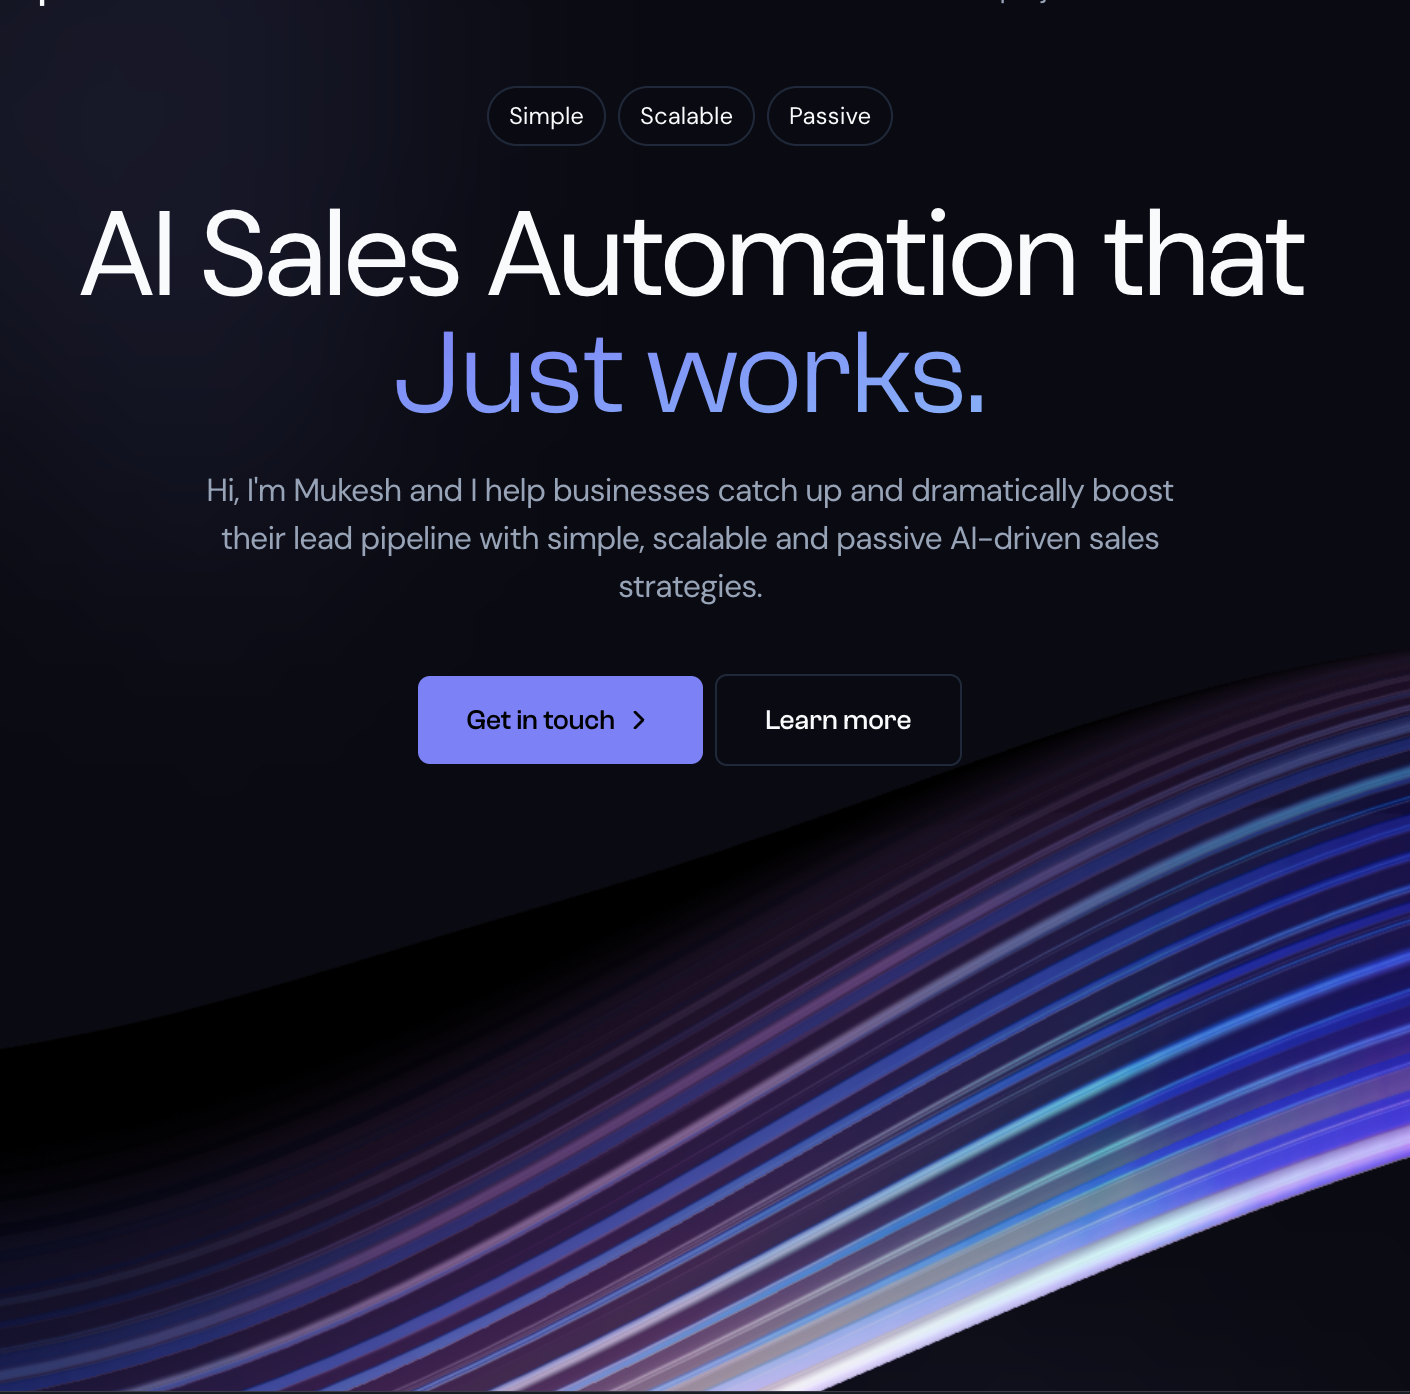 Simple
Scalable
Passive
AI Sales Automation that
Just works.
Hi, I'm Mukesh and I help businesses catch up and dramatically boost
their lead pipeline with simple, scalable and passive AI-driven sales
strategies.
Get in touch
Learn more